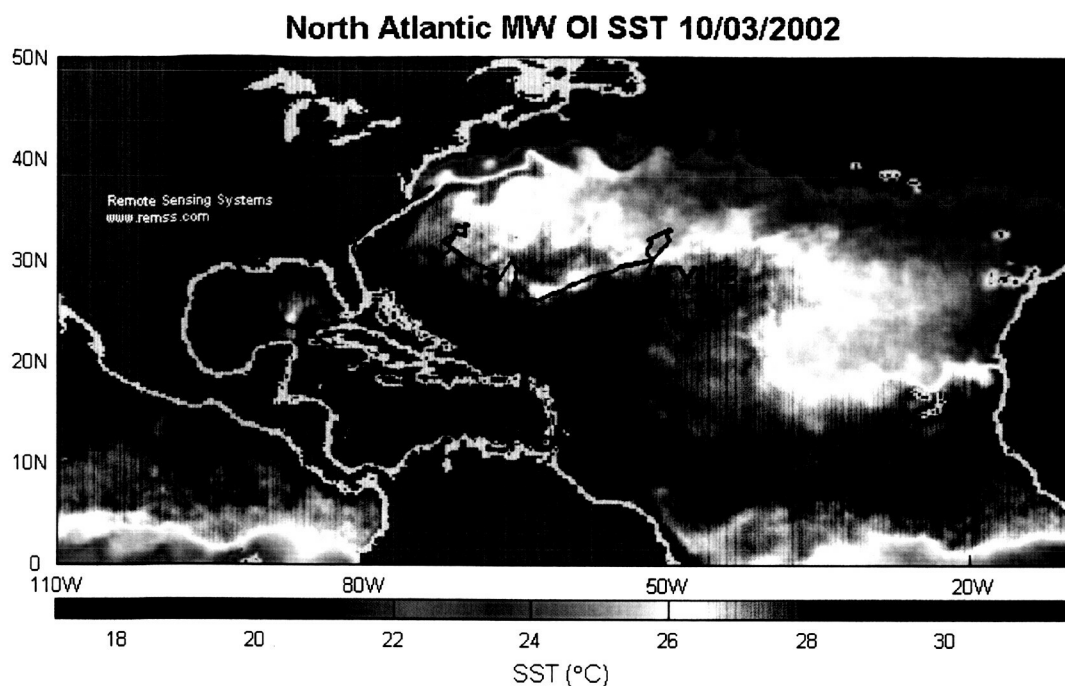 North Atlantic MW OI SST 10/03/2002
50N
40N
Remote Sensing Systems
www.remss.com
30N
20N
10N
0
110W 80W 50W 20W
18 20 22 24 26 28 30
SST (°C)